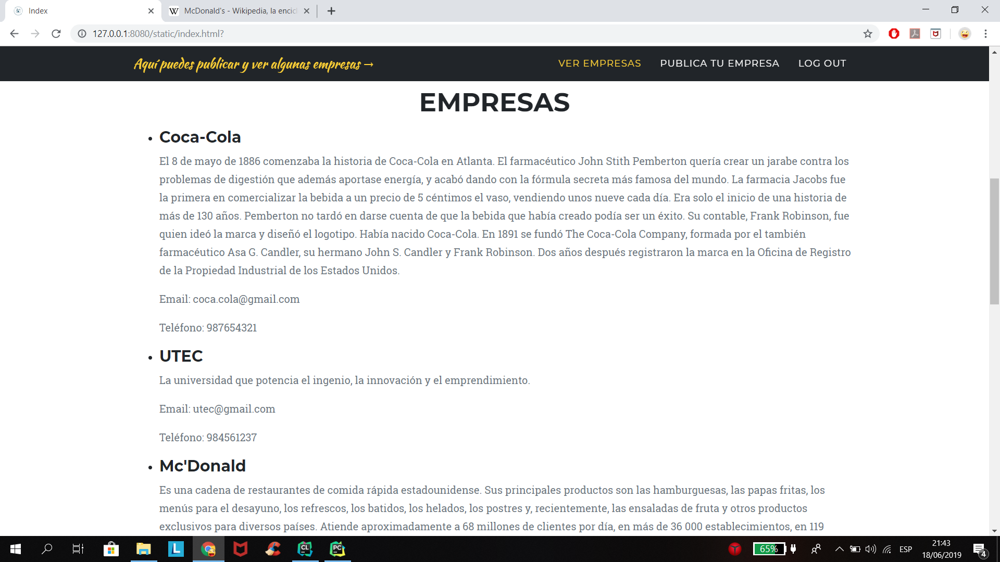 Index
McDonald's - Wikipedia, la encic
127.0.0.1:8080/static/index.html?
Aquí puedes publicar y ver algunas empresas →
VER EMPRESAS
PUBLICA TU EMPRESA
LOG OUT
EMPRESAS
• Coca-Cola
El 8 de mayo de 1886 comenzaba la historia de Coca-Cola en Atlanta. El farmacéutico John Stith Pemberton quería crear un jarabe contra los
problemas de digestión que además aportase energía, y acabó dando con la fórmula secreta más famosa del mundo. La farmacia Jacobs fue
la primera en comercializar la bebida a un precio de 5 céntimos el vaso, vendiendo unos nueve cada día. Era solo el inicio de una historia de
más de 130 años. Pemberton no tardó en darse cuenta de que la bebida que había creado podía ser un éxito. Su contable, Frank Robinson, fue
quien ideó la marca y diseñó el logotipo. Había nacido Coca-Cola. En 1891 se fundó The Coca-Cola Company, formada por el también
farmacéutico Asa G. Candler, su hermano John S. Candler y Frank Robinson. Dos años después registraron la marca en la Oficina de Registro
de la Propiedad Industrial de los Estados Unidos.
Email: coca.cola@gmail.com
Teléfono: 987654321
• UTEC
La universidad que potencia el ingenio, la innovación y el emprendimiento.
Email: utec@gmail.com
Teléfono: 984561237
• Mc'Donald
Es una cadena de restaurantes de comida rápida estadounidense. Sus principales productos son las hamburguesas, las papas fritas, los
menús para el desayuno, los refrescos, los batidos, los helados, los postres y, recientemente, las ensaladas de fruta y otros productos
exclusivos para diversos países. Atiende aproximadamente a 68 millones de clientes por día, en más de 36 000 establecimientos, en 119
L
CL
PC
65%
ESP
21:43
18/06/2019
4